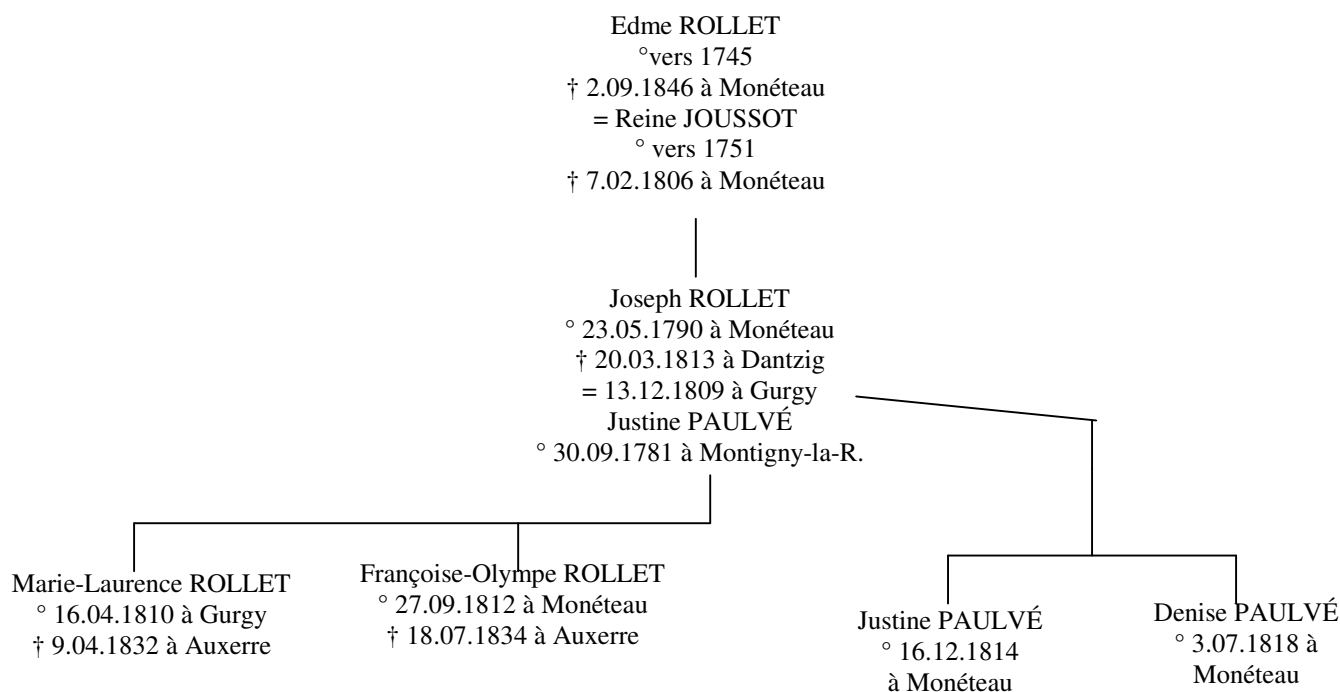 Edme ROLLET
°vers 1745
† 2.09.1846 à Monéteau
= Reine JOUSSOT
° vers 1751
† 7.02.1806 à Monéteau
Joseph ROLLET
° 23.05.1790 à Monéteau
† 20.03.1813 à Dantzig
= 13.12.1809 à Gurgy
Justine PAULVÉ
° 30.09.1781 à Montigny-la-R.
Marie-Laurence ROLLET
° 16.04.1810 à Gurgy
† 9.04.1832 à Auxerre
Françoise-Olympe ROLLET
° 27.09.1812 à Monéteau
† 18.07.1834 à Auxerre
Justine PAULVÉ
° 16.12.1814
à Monéteau
Denise PAULVÉ
° 3.07.1818 à
Monéteau